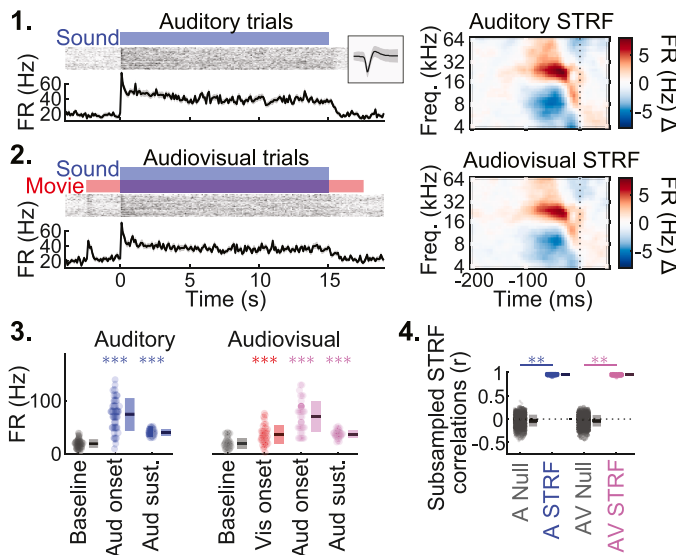 1.
Auditory trials
Sound
FR (Hz)
60
40
20
Auditory STRF
Freq. (kHz)
64
32
16
8
4
FR (Hz) Δ
5
0
-5
2.
Audiovisual trials
Sound
Movie
FR (Hz)
60
40
20
0
5
10
15
Time (s)
Audiovisual STRF
Freq. (kHz)
64
32
16
8
4
-200
-100
0
Time (ms)
FR (Hz) Δ
5
0
-5
3.
Auditory
Audiovisual
*** ***
*** *** ***
FR (Hz)
100
0
Baseline
Aud onset
Aud sust.
Baseline
Vis onset
Aud onset
Aud sust.
4.
Subsampled STRF
correlations (r)
** **
1
0
-0.5
A Null
A STRF
AV Null
AV STRF